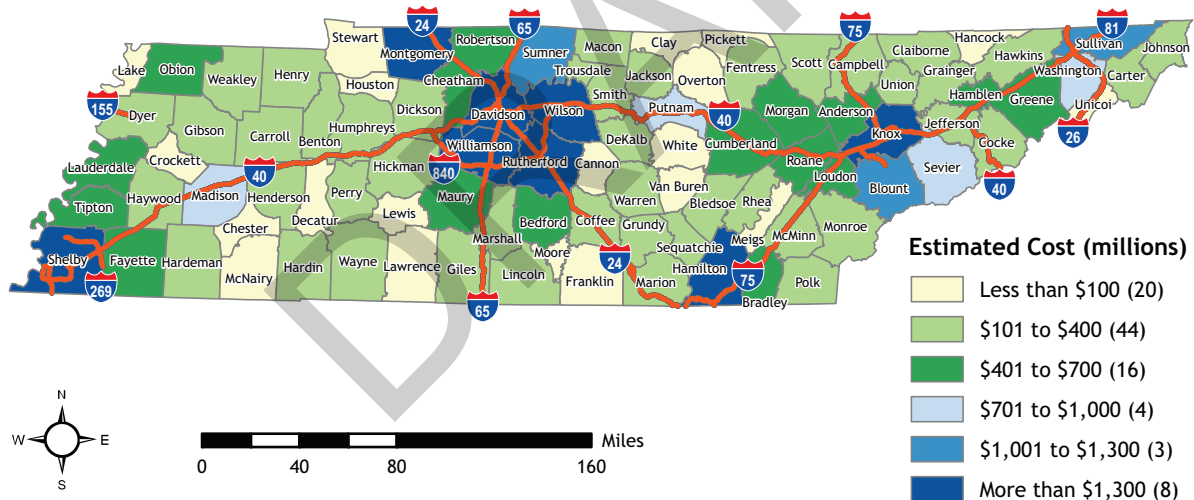 24
65
75
81
Stewart
Montgomery
Robertson
Sumner
Macon
Clay
Pickett
Hancock
Sullivan
Johnson
Lake
Obion
Weakley
Henry
Houston
Cheatham
Trousdale
Jackson
Overton
Fentress
Scott
Campbell
Claiborne
Hawkins
Grainger
Union
Washington
Carter
155
Dyer
Gibson
Carroll
Benton
Humphreys
Dickson
Davidson
Wilson
Smith
Putnam
40
Morgan
Anderson
Hamblen
Greene
Unicoi
26
Lauderdale
Crockett
40
Hickman
840
Williamson
Rutherford
Cannon
DeKalb
White
Cumberland
Roane
Knox
Jefferson
Cocke
40
Loudon
Sevier
Blount
Tipton
Haywood
Madison
Henderson
Decatur
Perry
Lewis
Maury
Bedford
Coffee
Warren
Van Buren
Bledsoe
Rhea
Monroe
Chester
Shelby
Fayette
Hardeman
McNairy
Hardin
Wayne
Lawrence
Giles
Marshall
Lincoln
Moore
Franklin
Grundy
Sequatchie
Marion
Hamilton
Meigs
McMinn
Bradley
Polk
269
65
24
75
Estimated Cost (millions)
Less than $100 (20)
$101 to $400 (44)
$401 to $700 (16)
$701 to $1,000 (4)
$1,001 to $1,300 (3)
More than $1,300 (8)
N
W E
S
Miles
0 40 80 160
DRAFT